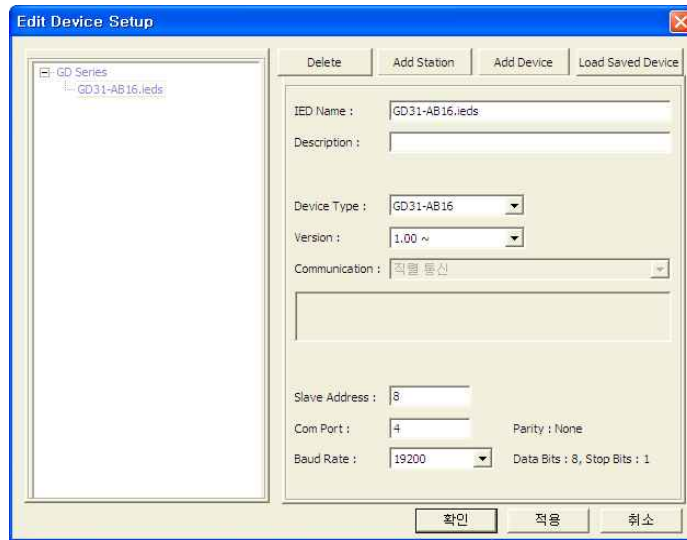 Edit Device Setup
GD Series
GD31-AB16.ieds
Delete
Add Station
Add Device
Load Saved Device
IED Name :
GD31-AB16.ieds
Description :
Device Type :
GD31-AB16
Version :
1.00 ~
Communication :
직렬 통신
Slave Address :
8
Com Port :
4
Parity : None
Baud Rate :
19200
Data Bits : 8, Stop Bits : 1
확인
적용
취소